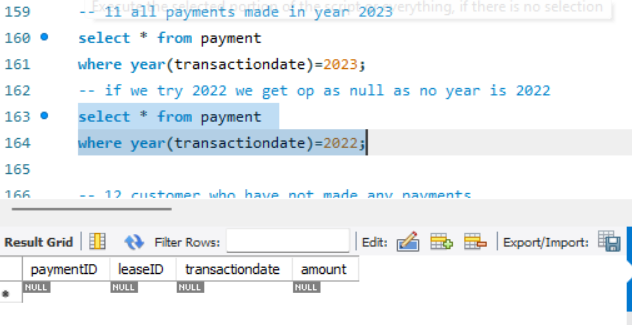 Execute the selected portion of the script or everything, if there is no selection
159 -- 11 all payments made in year 2023
160 select * from payment
161 where year(transactiondate)=2023;
162 -- if we try 2022 we get op as null as no year is 2022
163 select * from payment
164 where year(transactiondate)=2022;
165
166 -- 12 customer who have not made any payments
Result Grid Filter Rows: Edit: Export/Import:
paymentID leaseID transactiondate amount
* NULL NULL NULL NULL